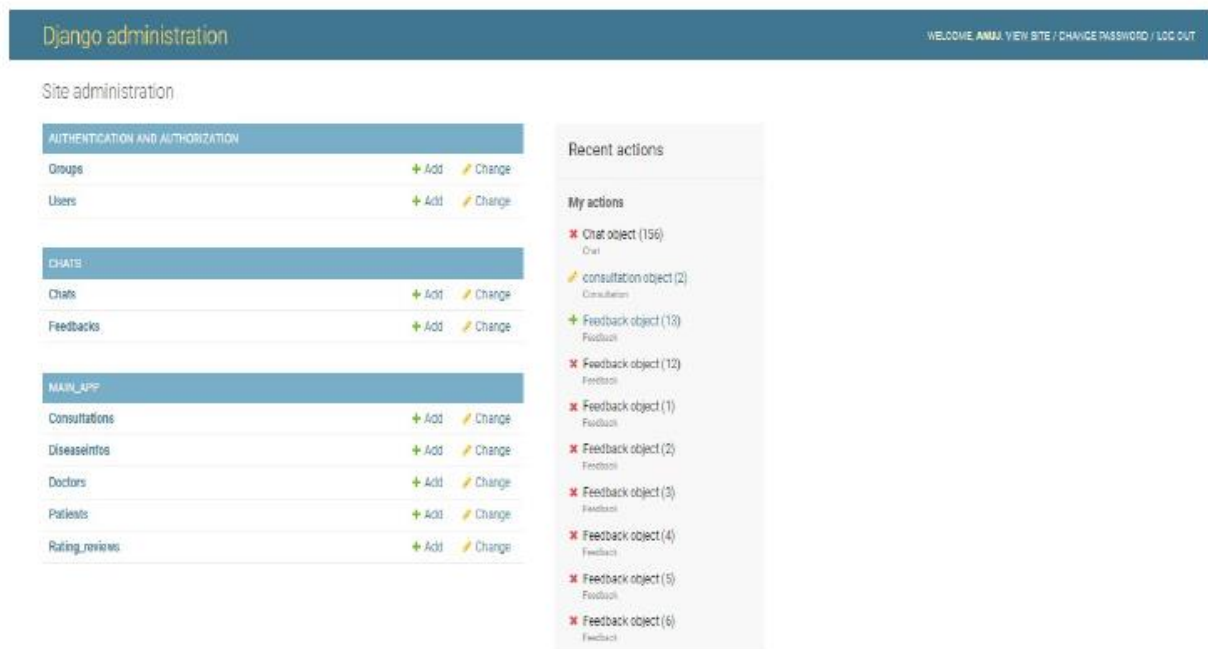 Django administration
WELCOME, ANUJ. VIEW SITE / CHANGE PASSWORD / LOG OUT
Site administration
AUTHENTICATION AND AUTHORIZATION
Groups + Add Change
Users + Add Change
CHATS
Chats + Add Change
Feedbacks + Add Change
MAIN_APP
Consultations + Add Change
Diseaseinfos + Add Change
Doctors + Add Change
Patients + Add Change
Rating_reviews + Add Change
Recent actions
My actions
Chat object (156)
Chat
consultation object (2)
Consultation
Feedback object (13)
Feedback
Feedback object (12)
Feedback
Feedback object (1)
Feedback
Feedback object (2)
Feedback
Feedback object (3)
Feedback
Feedback object (4)
Feedback
Feedback object (5)
Feedback
Feedback object (6)
Feedback